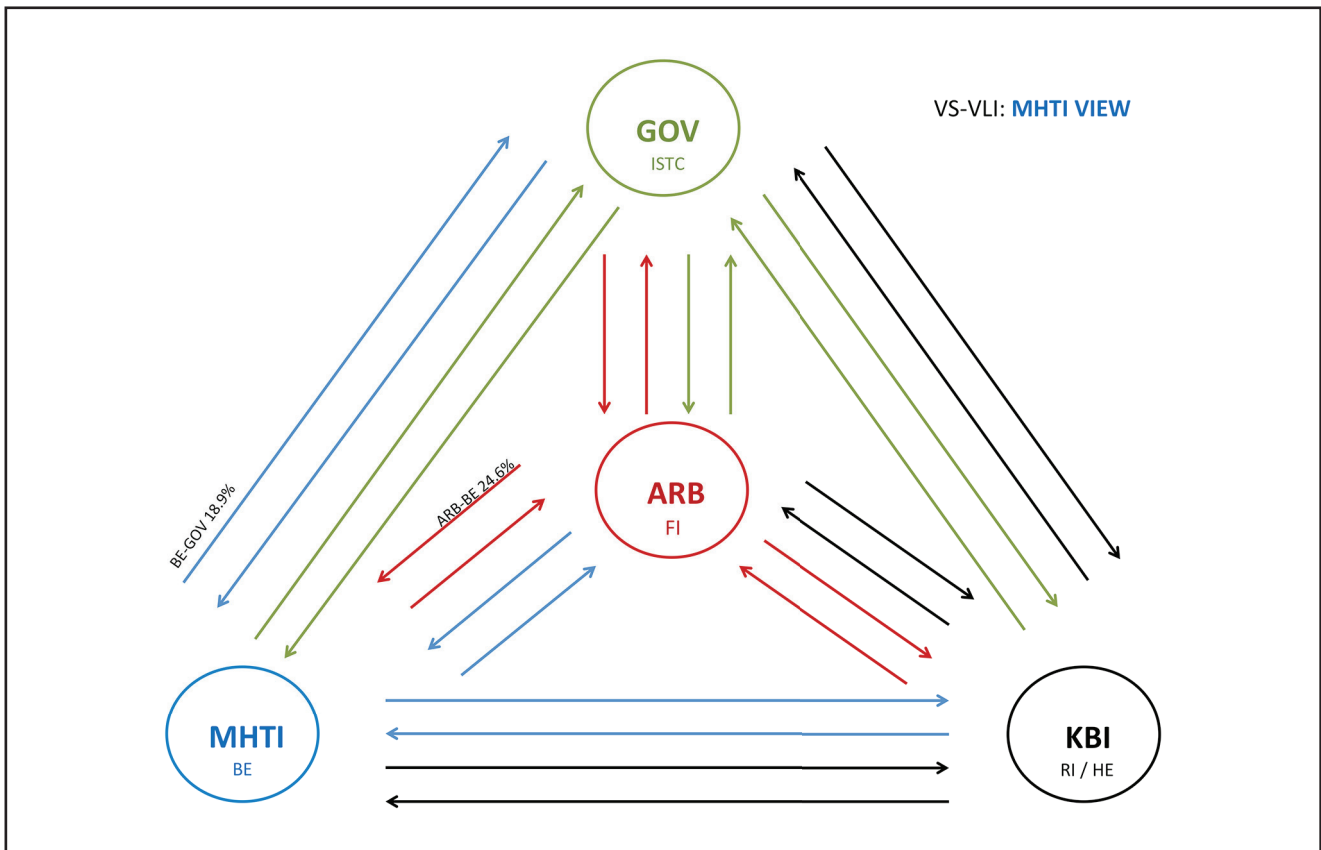 GOV
ISTC
VS-VLI: MHTI VIEW
BE-GOV 18.9%
ARB-BE 24.6%
ARB
FI
MHTI
BE
KBI
RI / HE